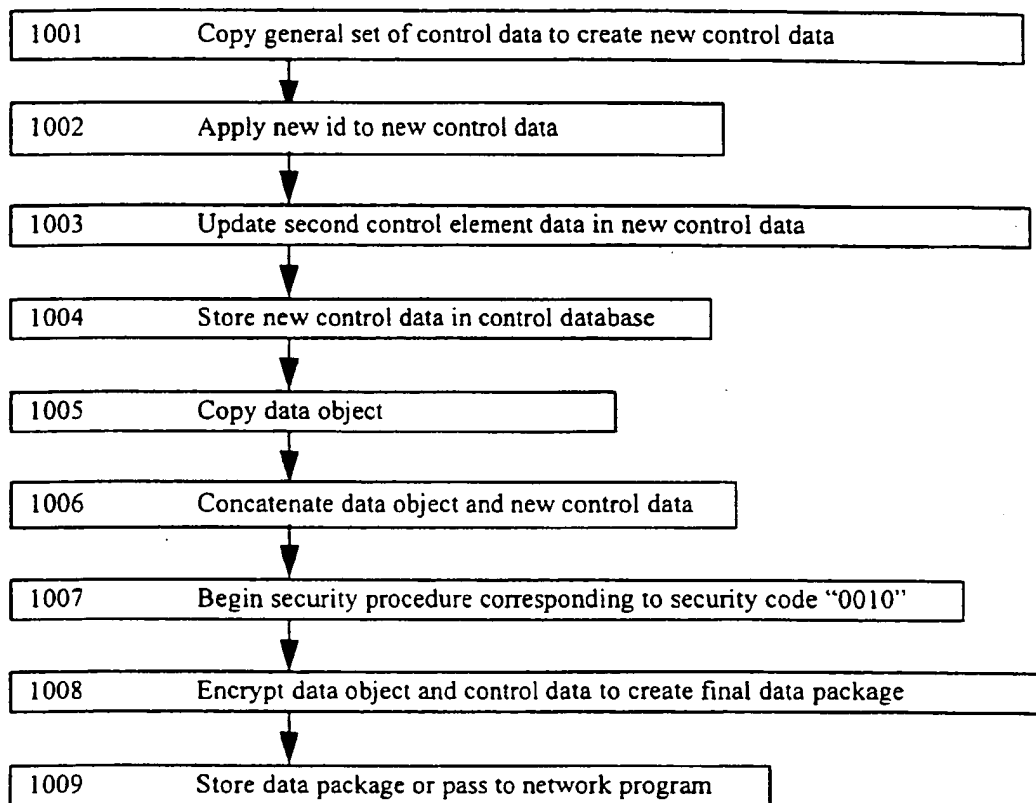 1001 Copy general set of control data to create new control data
1002 Apply new id to new control data
1003 Update second control element data in new control data
1004 Store new control data in control database
1005 Copy data object
1006 Concatenate data object and new control data
1007 Begin security procedure corresponding to security code “0010”
1008 Encrypt data object and control data to create final data package
1009 Store data package or pass to network program